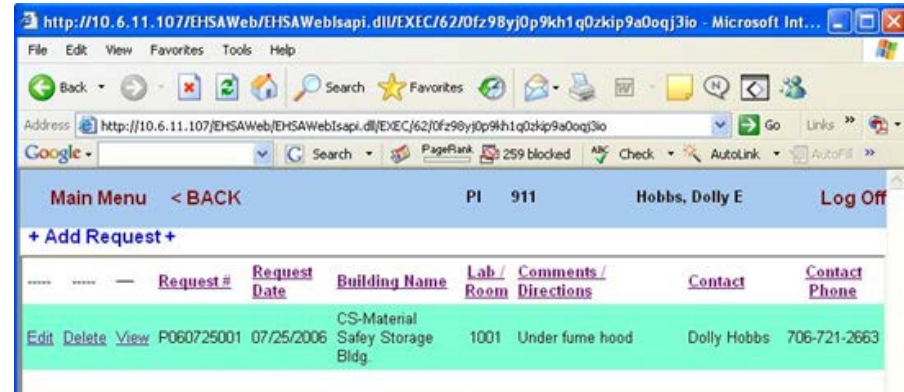 http://10.6.11.107/EHSAWeb/EHSAWebIsapi.dll/EXEC/62/0fz98yj0p9kh1q0zkip9a0oqj3io - Microsoft Int...
File Edit View Favorites Tools Help
Back Search Favorites
Address http://10.6.11.107/EHSAWeb/EHSAWebIsapi.dll/EXEC/62/0fz98yj0p9kh1q0zkip9a0oqj3io Go Links »
Google Search PageRank 259 blocked ABC Check AutoLink AutoFill »
Main Menu < BACK PI 911 Hobbs, Dolly E Log Off
+ Add Request +
----- ----- --- Request # Request Date Building Name Lab / Room Comments / Directions Contact Contact Phone
Edit Delete View P060725001 07/25/2006 CS-Material Safey Storage Bldg. 1001 Under fume hood Dolly Hobbs 706-721-2663